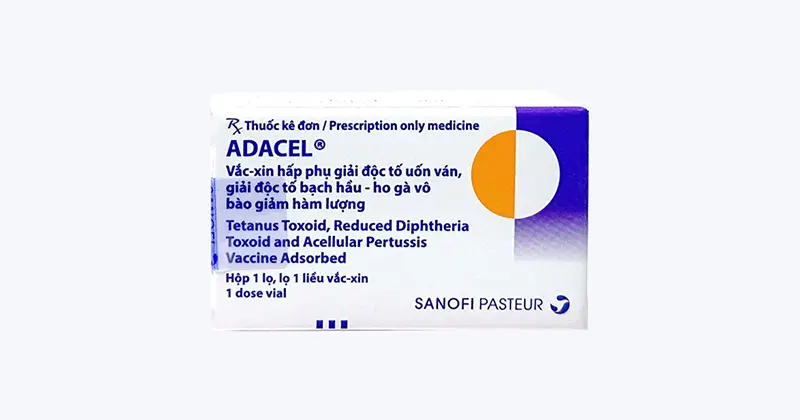 Rx Thuốc kê đơn / Prescription only medicine
ADACEL®
Vắc-xin hấp phụ giải độc tố uốn ván,
giải độc tố bạch hầu - ho gà vô
bào giảm hàm lượng
Tetanus Toxoid, Reduced Diphtheria
Toxoid and Acellular Pertussis
Vaccine Adsorbed
Hộp 1 lọ, lọ 1 liều vắc-xin
1 dose vial
SANOFI PASTEUR